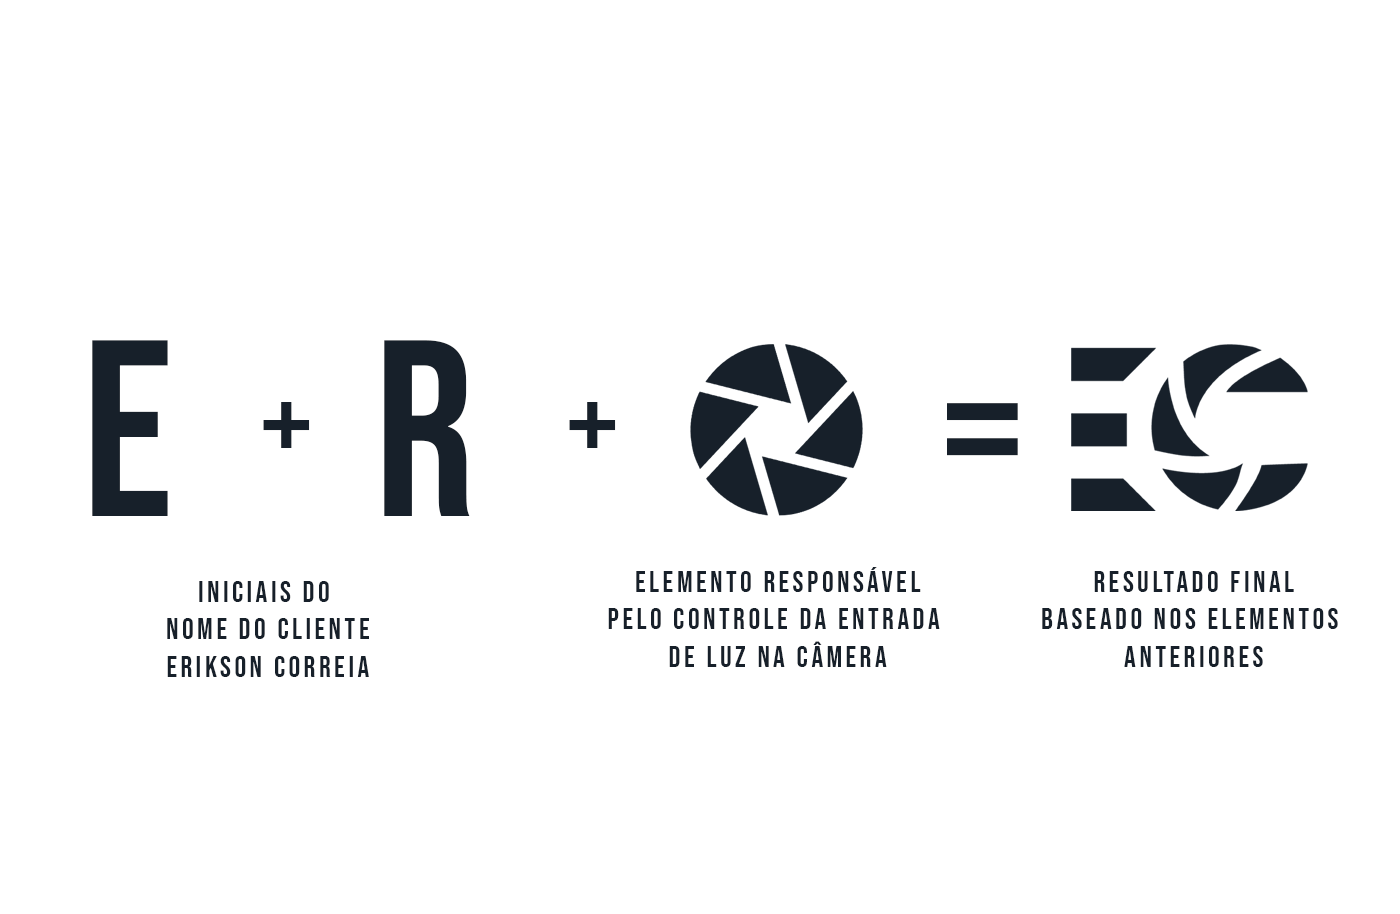 E + R + = EC
INICIAIS DO
NOME DO CLIENTE
ERIKSON CORREIA
ELEMENTO RESPONSÁVEL
PELO CONTROLE DA ENTRADA
DE LUZ NA CÂMERA
RESULTADO FINAL
BASEADO NOS ELEMENTOS
ANTERIORES